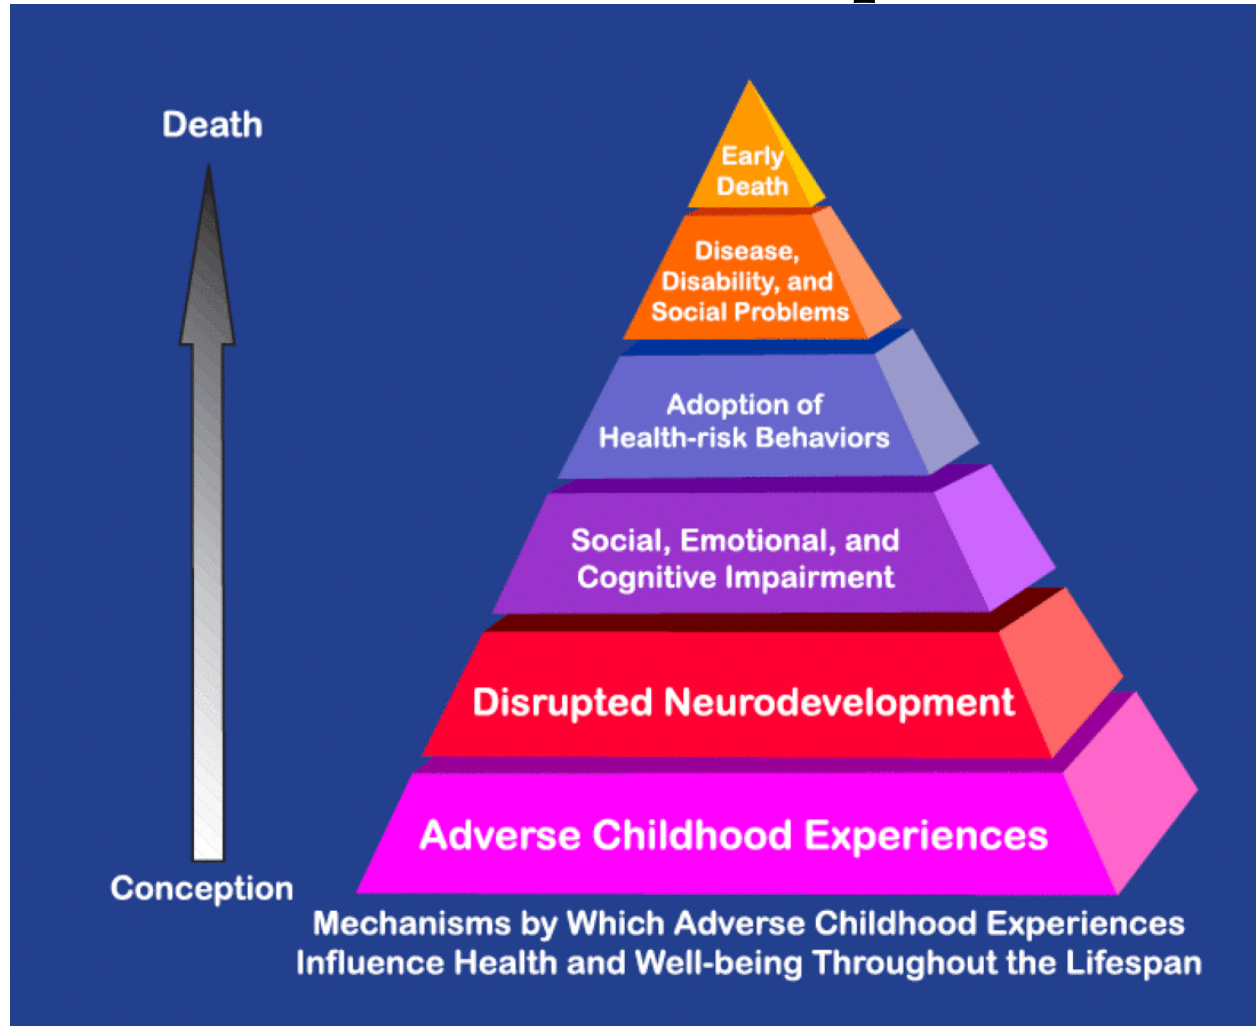 Death
Early
Death
Disease,
Disability, and
Social Problems
Adoption of
Health-risk Behaviors
Social, Emotional, and
Cognitive Impairment
Disrupted Neurodevelopment
Adverse Childhood Experiences
Conception
Mechanisms by Which Adverse Childhood Experiences
Influence Health and Well-being Throughout the Lifespan